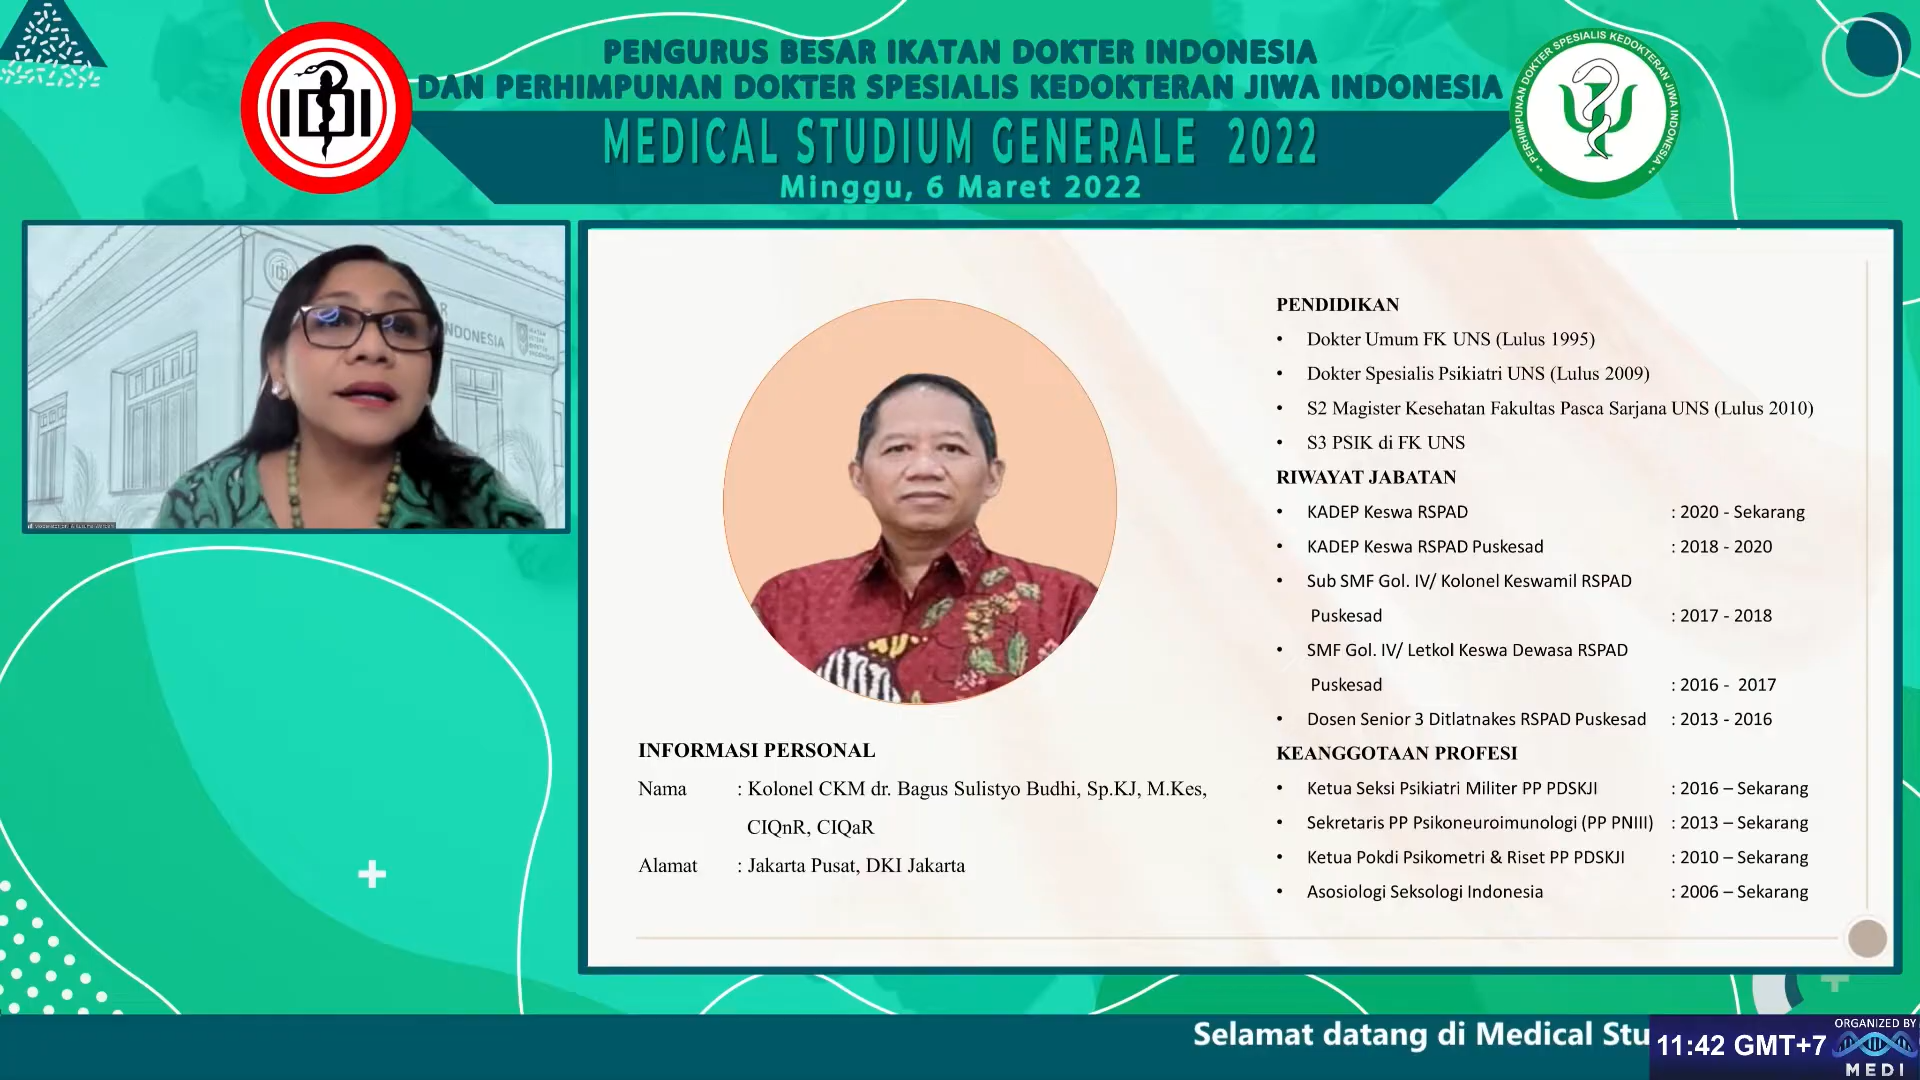 PENGURUS BESAR IKATAN DOKTER INDONESIA
DAN PERHIMPUNAN DOKTER SPESIALIS KEDOKTERAN JIWA INDONESIA
MEDICAL STUDIUM GENERALE 2022
Minggu, 6 Maret 2022
IDI
PERHIMPUNAN DOKTER SPESIALIS KEDOKTERAN JIWA INDONESIA
NDONESIA
PENDIDIKAN
• Dokter Umum FK UNS (Lulus 1995)
• Dokter Spesialis Psikiatri UNS (Lulus 2009)
• S2 Magister Kesehatan Fakultas Pasca Sarjana UNS (Lulus 2010)
• S3 PSIK di FK UNS
RIWAYAT JABATAN
• KADEP Keswa RSPAD : 2020 - Sekarang
• KADEP Keswa RSPAD Puskesad : 2018 - 2020
• Sub SMF Gol. IV/ Kolonel Keswamil RSPAD
Puskesad : 2017 - 2018
• SMF Gol. IV/ Letkol Keswa Dewasa RSPAD
Puskesad : 2016 - 2017
• Dosen Senior 3 Ditlatnakes RSPAD Puskesad : 2013 - 2016
KEANGGOTAAN PROFESI
• Ketua Seksi Psikiatri Militer PP PDSKJI : 2016 – Sekarang
• Sekretaris PP Psikoneuroimunologi (PP PNIII) : 2013 – Sekarang
• Ketua Pokdi Psikometri & Riset PP PDSKJI : 2010 – Sekarang
• Asosiologi Seksologi Indonesia : 2006 – Sekarang
INFORMASI PERSONAL
Nama : Kolonel CKM dr. Bagus Sulistyo Budhi, Sp.KJ, M.Kes,
CIQnR, CIQaR
Alamat : Jakarta Pusat, DKI Jakarta
Selamat datang di Medical Stu
11:42 GMT+7
ORGANIZED BY
MEDI